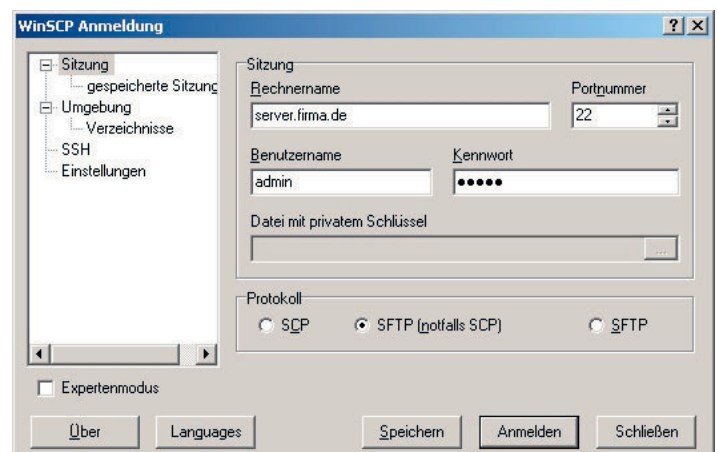 WinSCP Anmeldung
Sitzung
gespeicherte Sitzung
Umgebung
Verzeichnisse
SSH
Einstellungen
Sitzung
Rechnername
Portnummer
server.firma.de
22
Benutzername
Kennwort
admin
●●●●●
Datei mit privatem Schlüssel
...
Protokoll
SCP
SFTP (notfalls SCP)
SFTP
Expertenmodus
Über
Languages
Speichern
Anmelden
Schließen